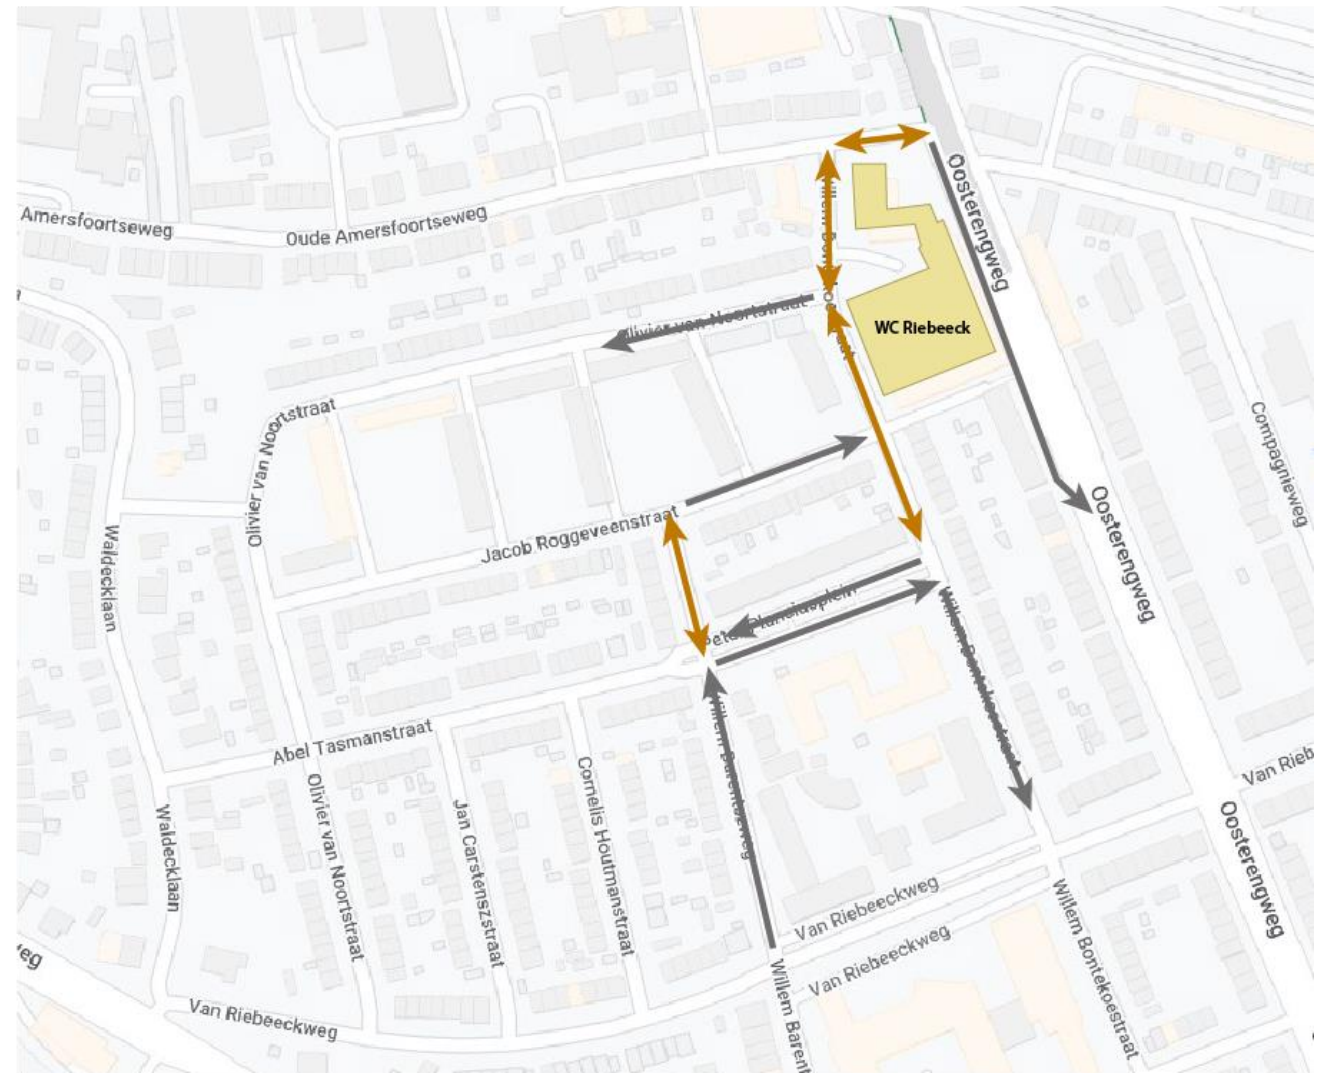 Oosterengweg
Amersfoortseweg
Oude Amersfoortseweg
WC Riebeeck
Olivier van Noortstraat
Olivier van Noortstraat
Compagnieweg
Jacob Roggeveenstraat
Oosterengweg
Waldecklaan
Willem Bontekoestraat
Abel Tasmanstraat
Willem Barentszweg
Olivier van Noortstraat
Cornelis Houtmanstraat
Jan Carstenszstraat
Waldecklaan
Van Rieb
Oosterengweg
Van Riebeeckweg
Van Riebeeckweg
Willem Bontekoestraat
Willem Barent
eg
Van Riebeeckweg